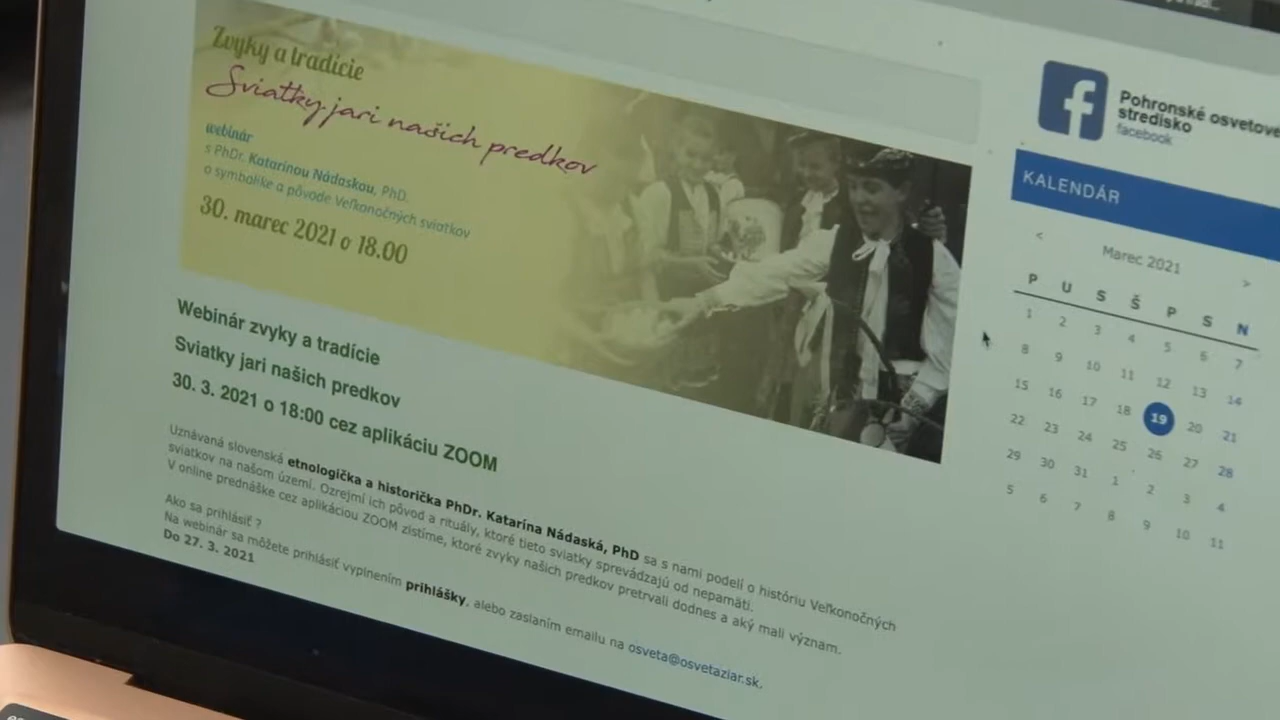 Zvyky a tradície
Sviatky jari našich predkov
webinár
s PhDr. Katarínou Nádaskou, PhD.
o symbolike a pôvode Veľkonočných sviatkov
30. marec 2021 o 18.00
Webinár zvyky a tradície
Sviatky jari našich predkov
30. 3. 2021 o 18:00 cez aplikáciu ZOOM
Uznávaná slovenská etnologička a historička PhDr. Katarína Nádaská, PhD sa s nami podelí o históriu Veľkonočných
sviatkov na našom území. Ozrejmí ich pôvod a rituály, ktoré tieto sviatky sprevádzajú od nepamäti.
V online prednáške cez aplikáciou ZOOM zistíme, ktoré zvyky našich predkov pretrvali dodnes a aký mali význam.
Ako sa prihlásiť ?
Na webinár sa môžete prihlásiť vyplnením prihlášky, alebo zaslaním emailu na osveta@osvetaziar.sk.
Do 27. 3. 2021
f
Pohronské osvetové
stredisko
facebook
KALENDÁR
< Marec 2021 >
P U S Š P S N
1 2 3 4 5 6 7
8 9 10 11 12 13 14
15 16 17 18 19 20 21
22 23 24 25 26 27 28
29 30 31 1 2 3 4
5 6 7 8 9 10 11